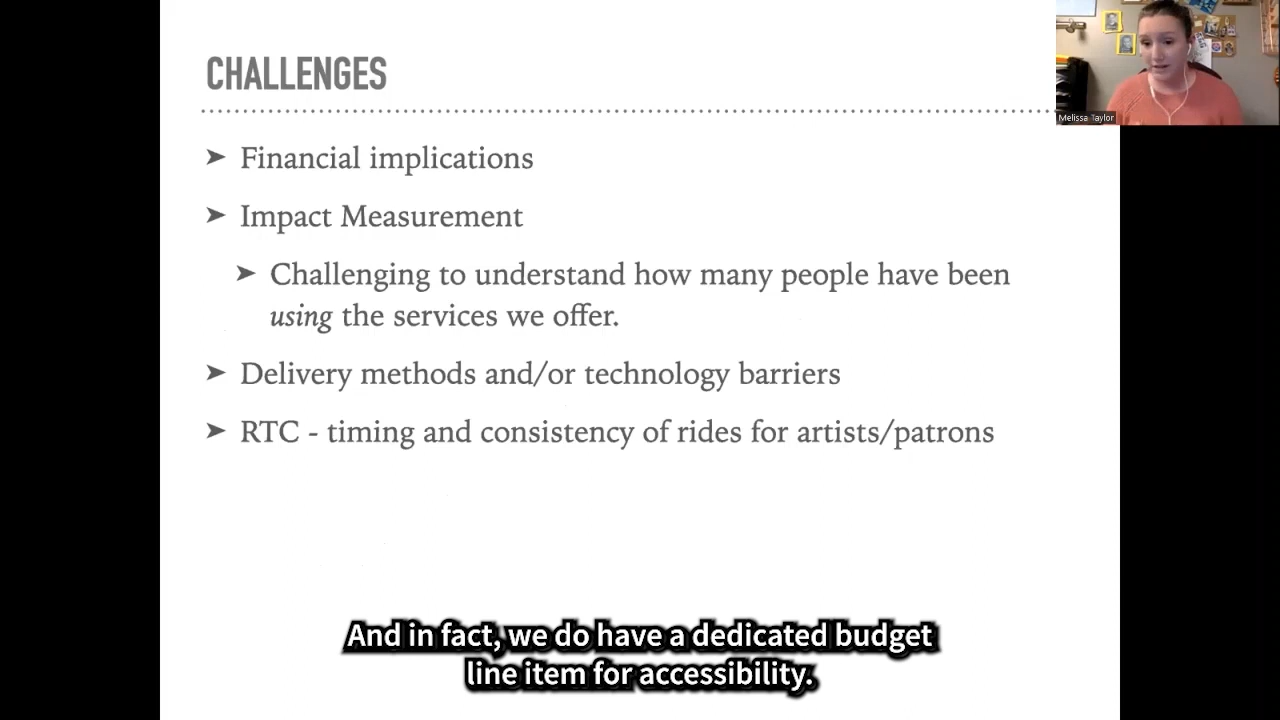 CHALLENGES
Melissa Taylor
➤ Financial implications
➤ Impact Measurement
➤ Challenging to understand how many people have been
using the services we offer.
➤ Delivery methods and/or technology barriers
➤ RTC - timing and consistency of rides for artists/patrons
And in fact, we do have a dedicated budget
line item for accessibility.